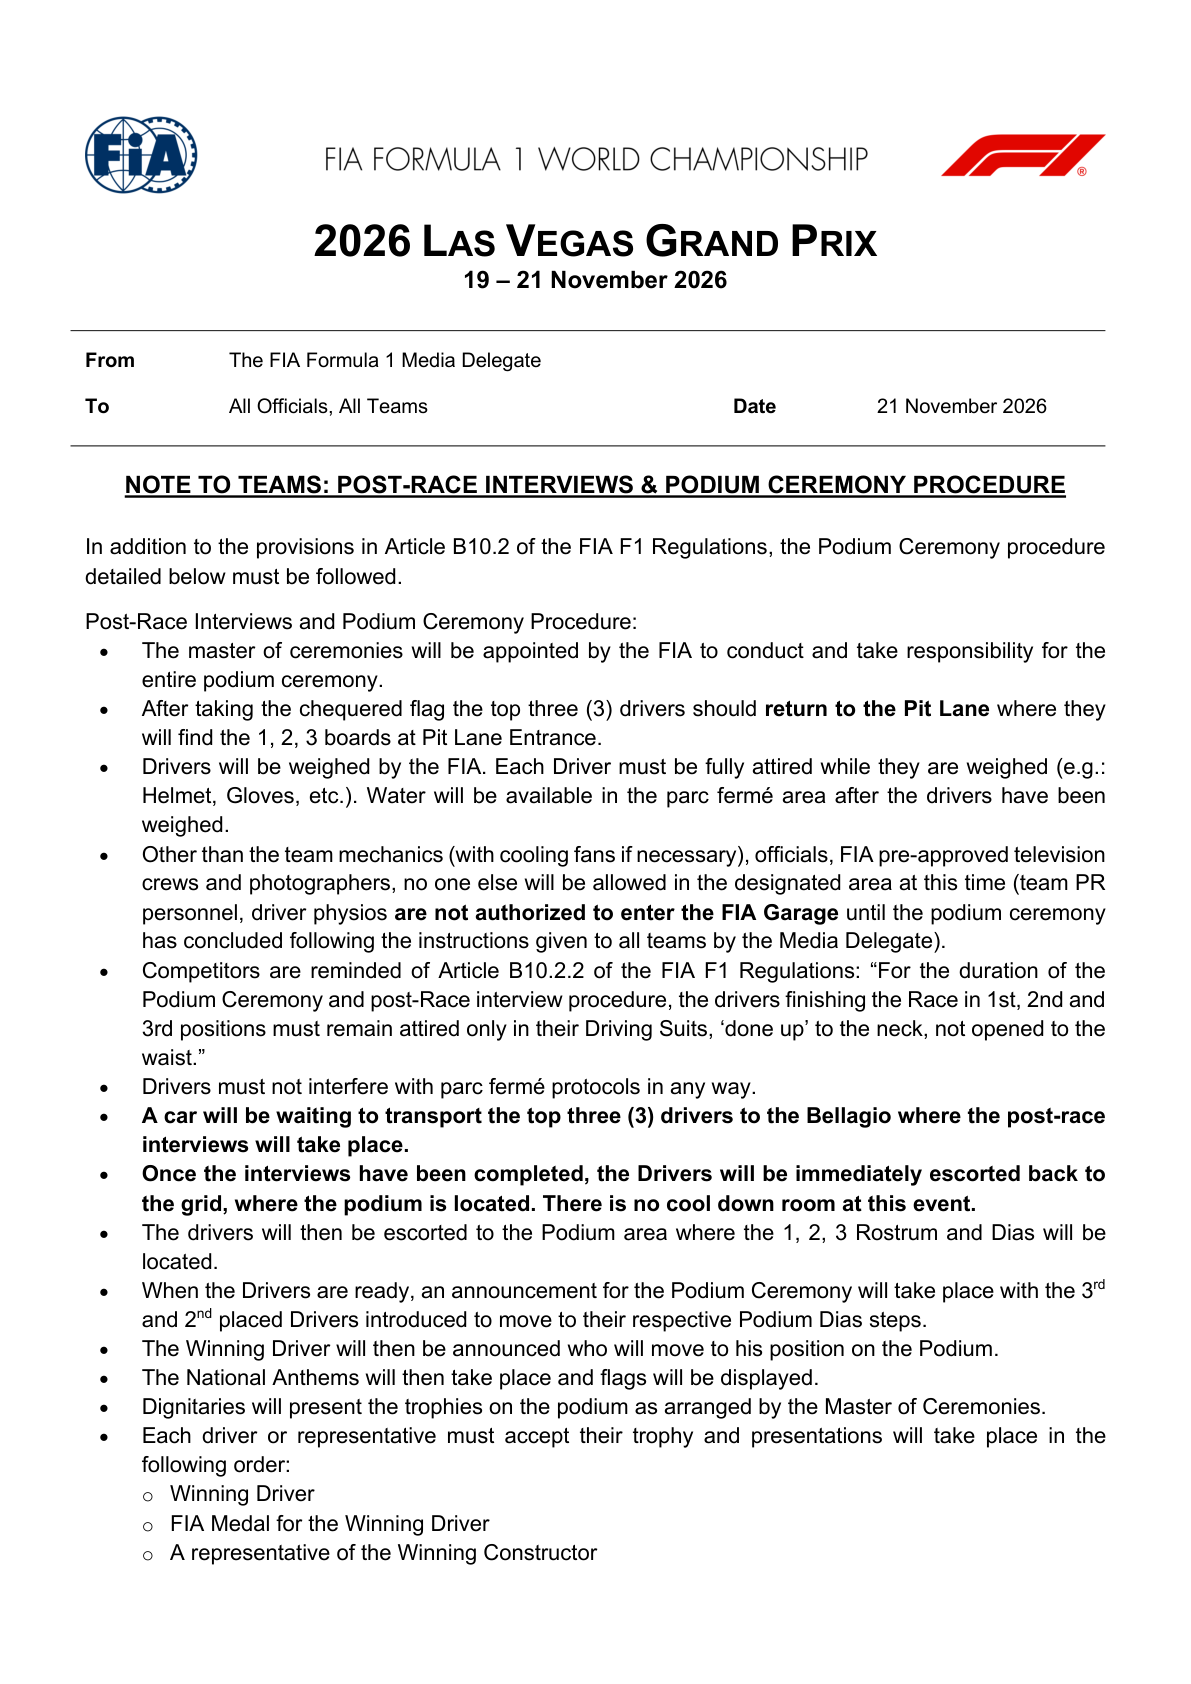 FiA
FIA FORMULA 1 WORLD CHAMPIONSHIP
F1
®
2026 LAS VEGAS GRAND PRIX
19 – 21 November 2026
From The FIA Formula 1 Media Delegate
To All Officials, All Teams Date 21 November 2026
NOTE TO TEAMS: POST-RACE INTERVIEWS & PODIUM CEREMONY PROCEDURE
In addition to the provisions in Article B10.2 of the FIA F1 Regulations, the Podium Ceremony procedure
detailed below must be followed.
Post-Race Interviews and Podium Ceremony Procedure:
• The master of ceremonies will be appointed by the FIA to conduct and take responsibility for the
entire podium ceremony.
• After taking the chequered flag the top three (3) drivers should return to the Pit Lane where they
will find the 1, 2, 3 boards at Pit Lane Entrance.
• Drivers will be weighed by the FIA. Each Driver must be fully attired while they are weighed (e.g.:
Helmet, Gloves, etc.). Water will be available in the parc fermé area after the drivers have been
weighed.
• Other than the team mechanics (with cooling fans if necessary), officials, FIA pre-approved television
crews and photographers, no one else will be allowed in the designated area at this time (team PR
personnel, driver physios are not authorized to enter the FIA Garage until the podium ceremony
has concluded following the instructions given to all teams by the Media Delegate).
• Competitors are reminded of Article B10.2.2 of the FIA F1 Regulations: “For the duration of the
Podium Ceremony and post-Race interview procedure, the drivers finishing the Race in 1st, 2nd and
3rd positions must remain attired only in their Driving Suits, ‘done up’ to the neck, not opened to the
waist.”
• Drivers must not interfere with parc fermé protocols in any way.
• A car will be waiting to transport the top three (3) drivers to the Bellagio where the post-race
interviews will take place.
• Once the interviews have been completed, the Drivers will be immediately escorted back to
the grid, where the podium is located. There is no cool down room at this event.
• The drivers will then be escorted to the Podium area where the 1, 2, 3 Rostrum and Dias will be
located.
• When the Drivers are ready, an announcement for the Podium Ceremony will take place with the 3rd
and 2nd placed Drivers introduced to move to their respective Podium Dias steps.
• The Winning Driver will then be announced who will move to his position on the Podium.
• The National Anthems will then take place and flags will be displayed.
• Dignitaries will present the trophies on the podium as arranged by the Master of Ceremonies.
• Each driver or representative must accept their trophy and presentations will take place in the
following order:
o Winning Driver
o FIA Medal for the Winning Driver
o A representative of the Winning Constructor